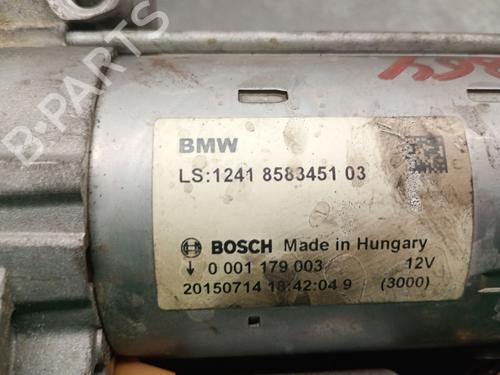 B-PARTS
BMW
LS:1241 8583451 03
BOSCH Made in Hungary
0 001 179 003 12V
20150714 18:42:04 9 (3000)